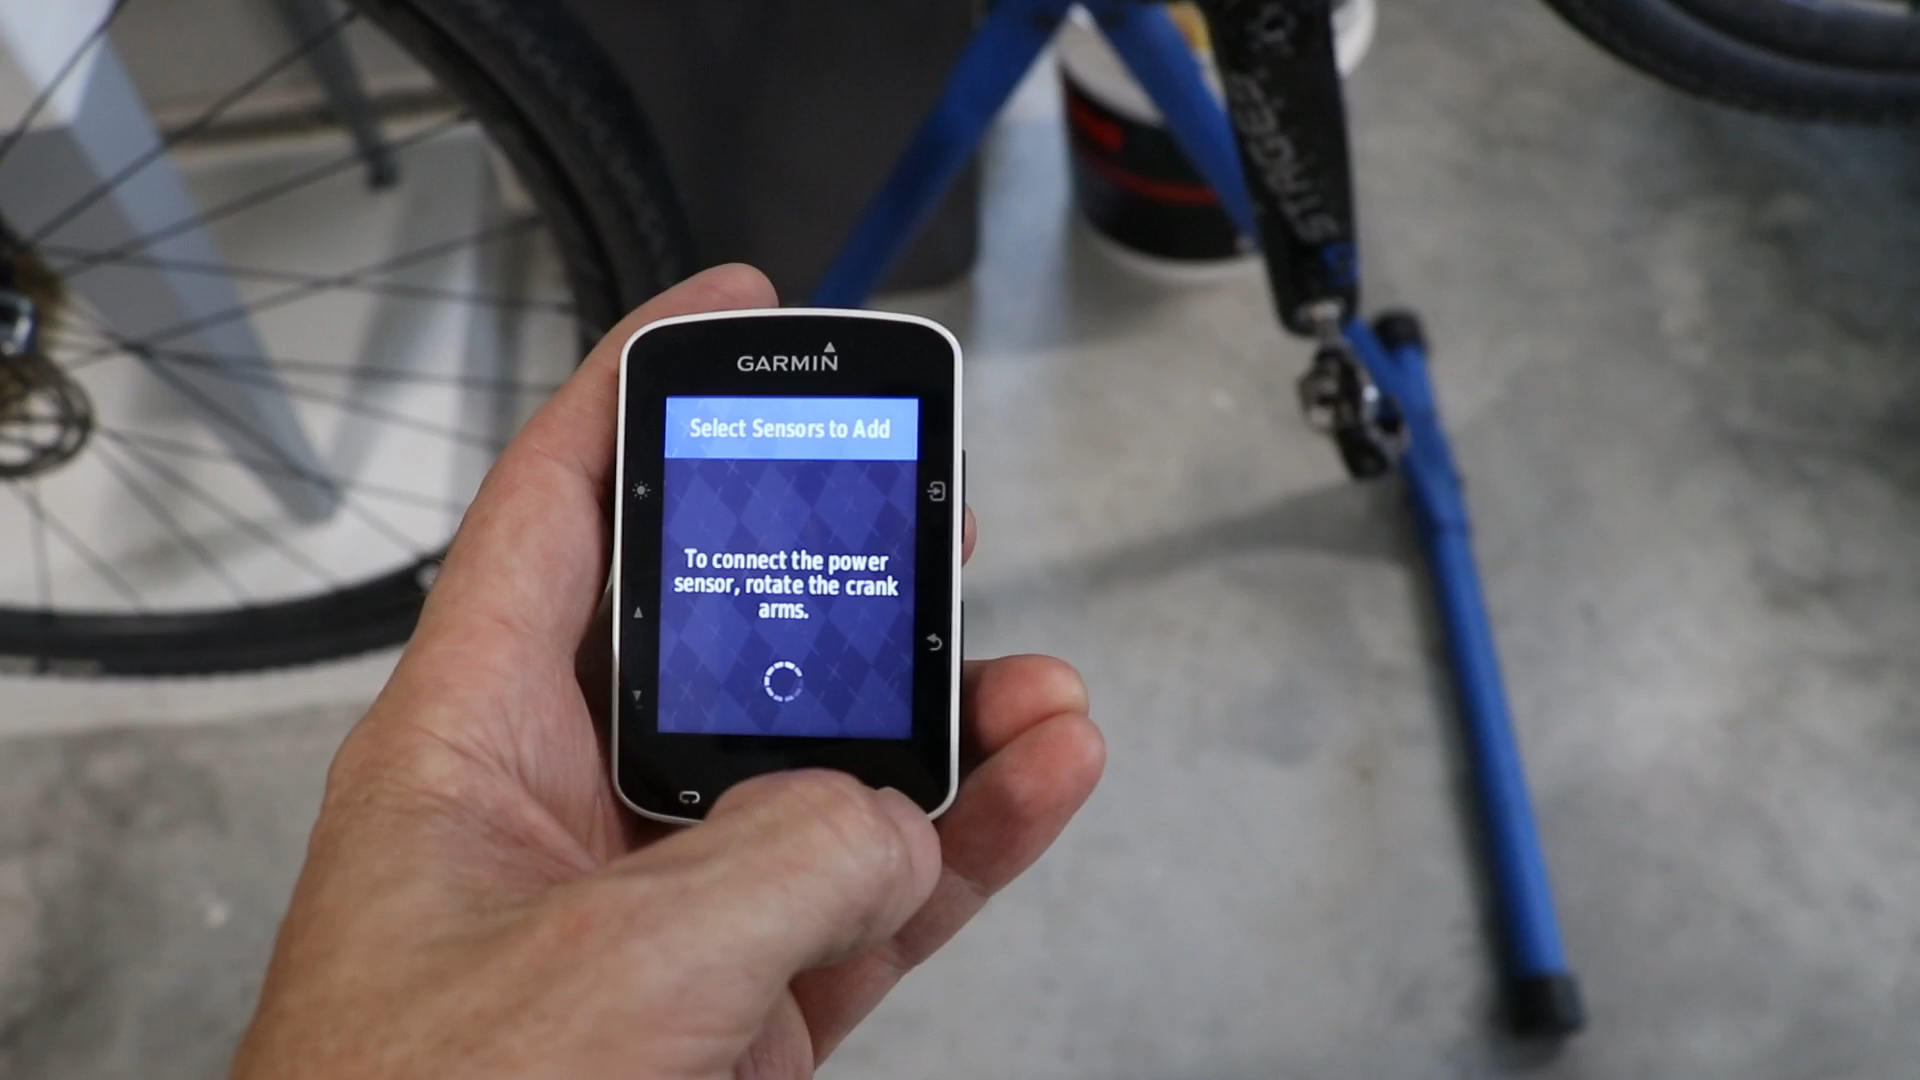 STAGES
GARMIN
Select Sensors to Add
To connect the power
sensor, rotate the crank
arms.